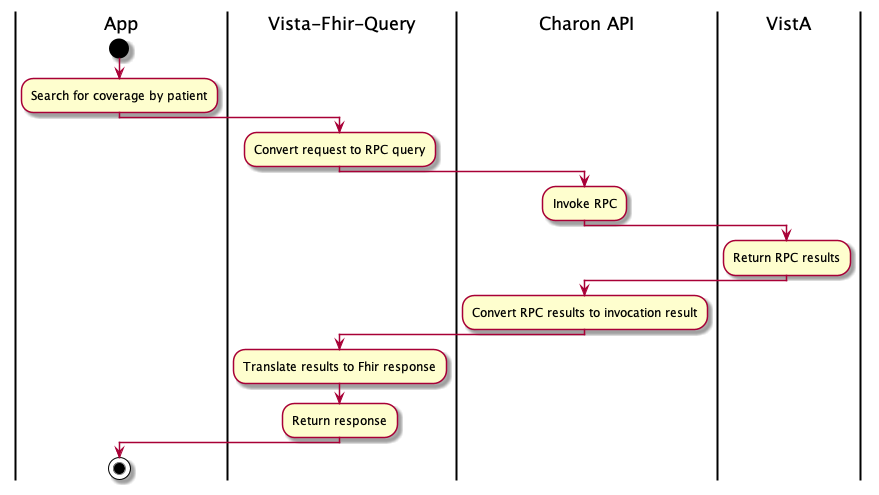 App
Vista-Fhir-Query
Charon API
VistA
Search for coverage by patient
Convert request to RPC query
Invoke RPC
Return RPC results
Convert RPC results to invocation result
Translate results to Fhir response
Return response